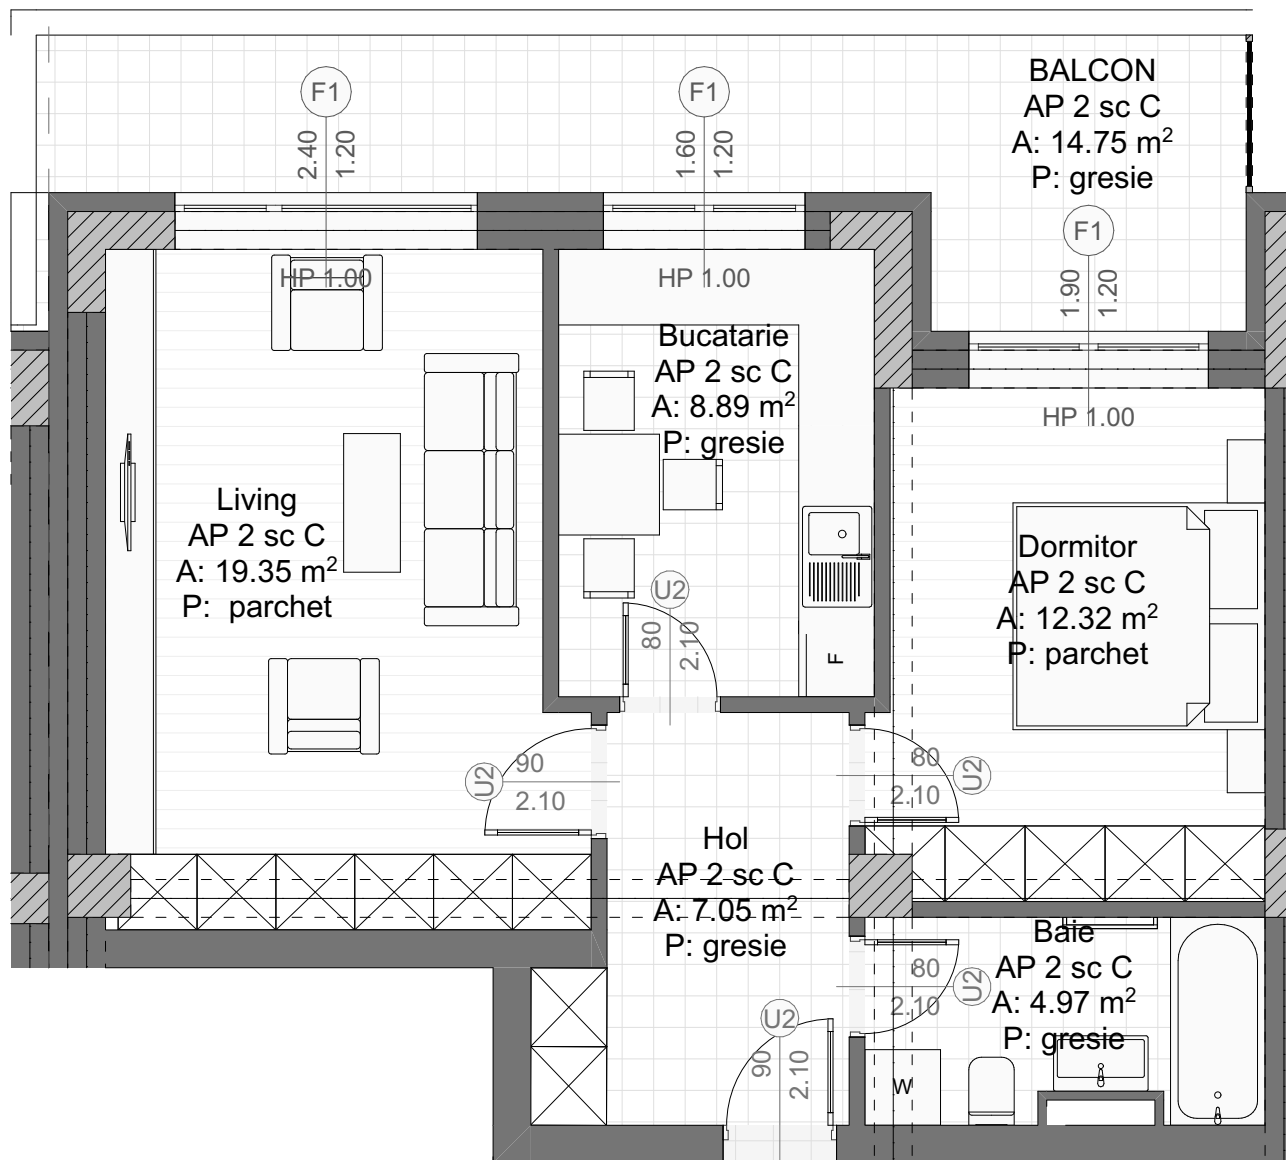 F1
2.40
1.20
HP 1.00
F1
1.60
1.20
HP 1.00
BALCON
AP 2 sc C
A: 14.75 m²
P: gresie
F1
1.90
1.20
HP 1.00
Bucatarie
AP 2 sc C
A: 8.89 m²
P: gresie
Living
AP 2 sc C
A: 19.35 m²
P: parchet
Dormitor
AP 2 sc C
A: 12.32 m²
P: parchet
U2
80
2.10
F
U2
90
2.10
80
2.10
U2
Hol
AP 2 sc C
A: 7.05 m²
P: gresie
Baie
AP 2 sc C
A: 4.97 m²
P: gresie
80
2.10
U2
U2
90
2.10
W